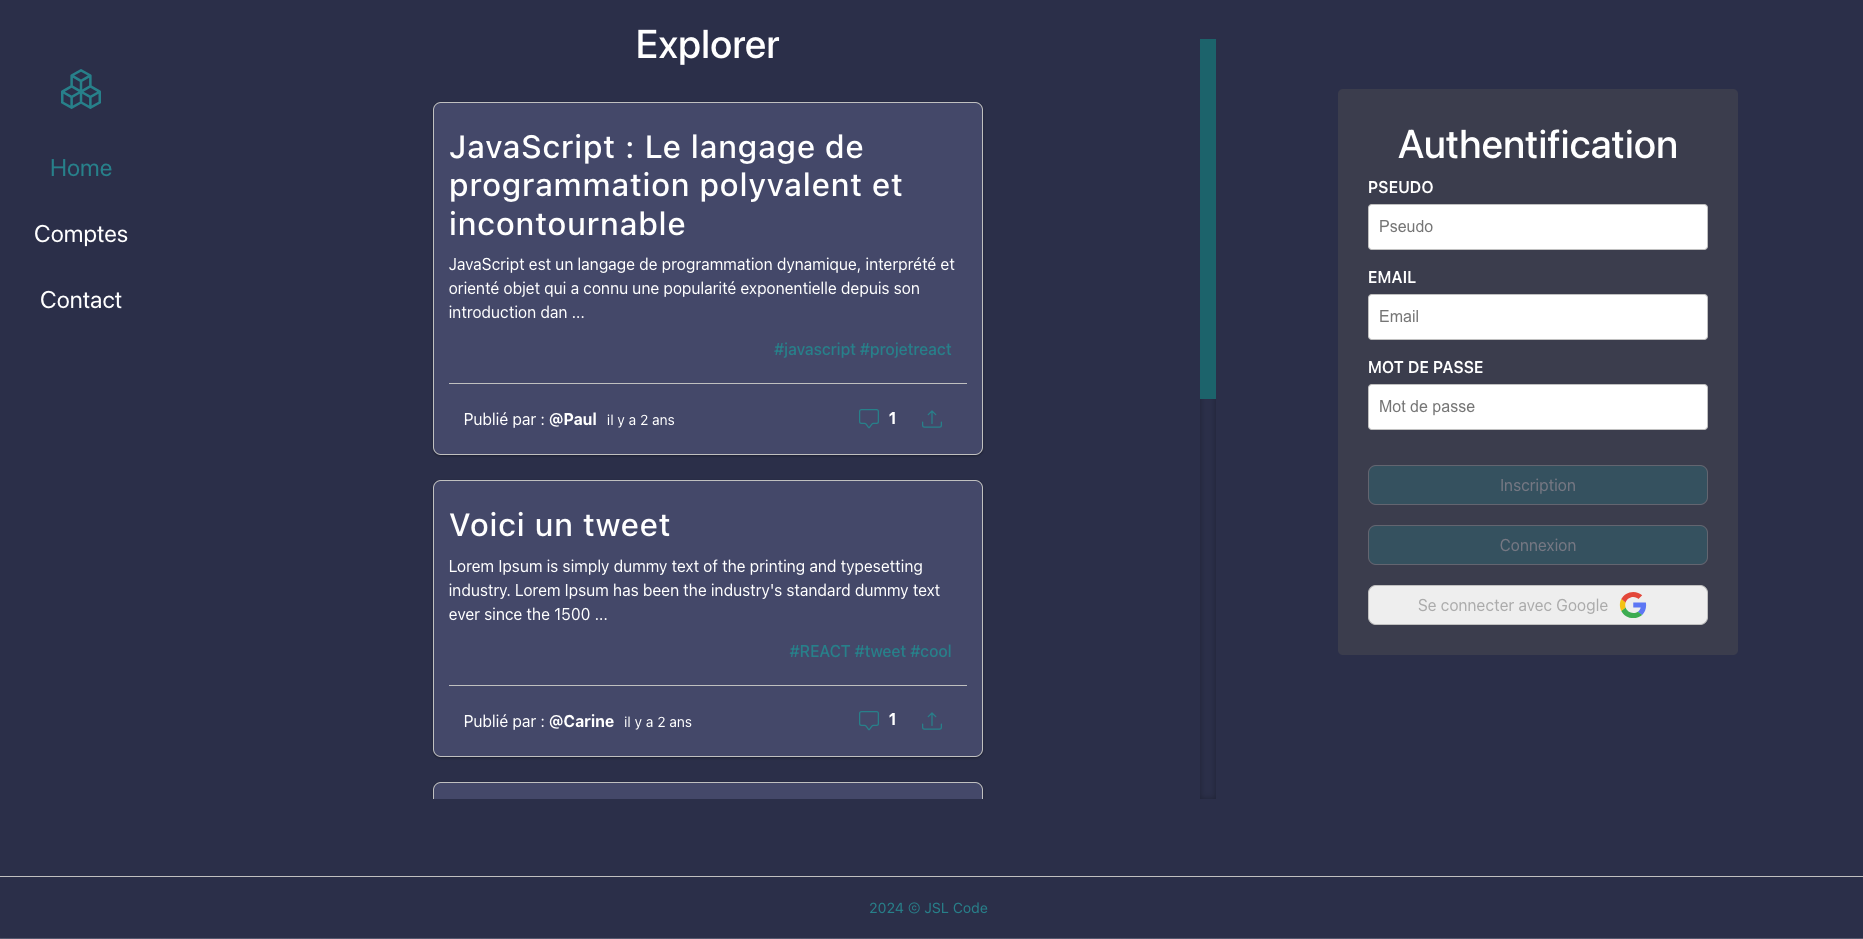 Home
Comptes
Contact
Explorer
JavaScript : Le langage de
programmation polyvalent et
incontournable
JavaScript est un langage de programmation dynamique, interprété et
orienté objet qui a connu une popularité exponentielle depuis son
introduction dan ...
#javascript #projetreact
Publié par : @Paul il y a 2 ans
1
Voici un tweet
Lorem Ipsum is simply dummy text of the printing and typesetting
industry. Lorem Ipsum has been the industry's standard dummy text
ever since the 1500 ...
#REACT #tweet #cool
Publié par : @Carine il y a 2 ans
1
Authentification
PSEUDO
Pseudo
EMAIL
Email
MOT DE PASSE
Mot de passe
Inscription
Connexion
Se connecter avec Google
2024 © JSL Code